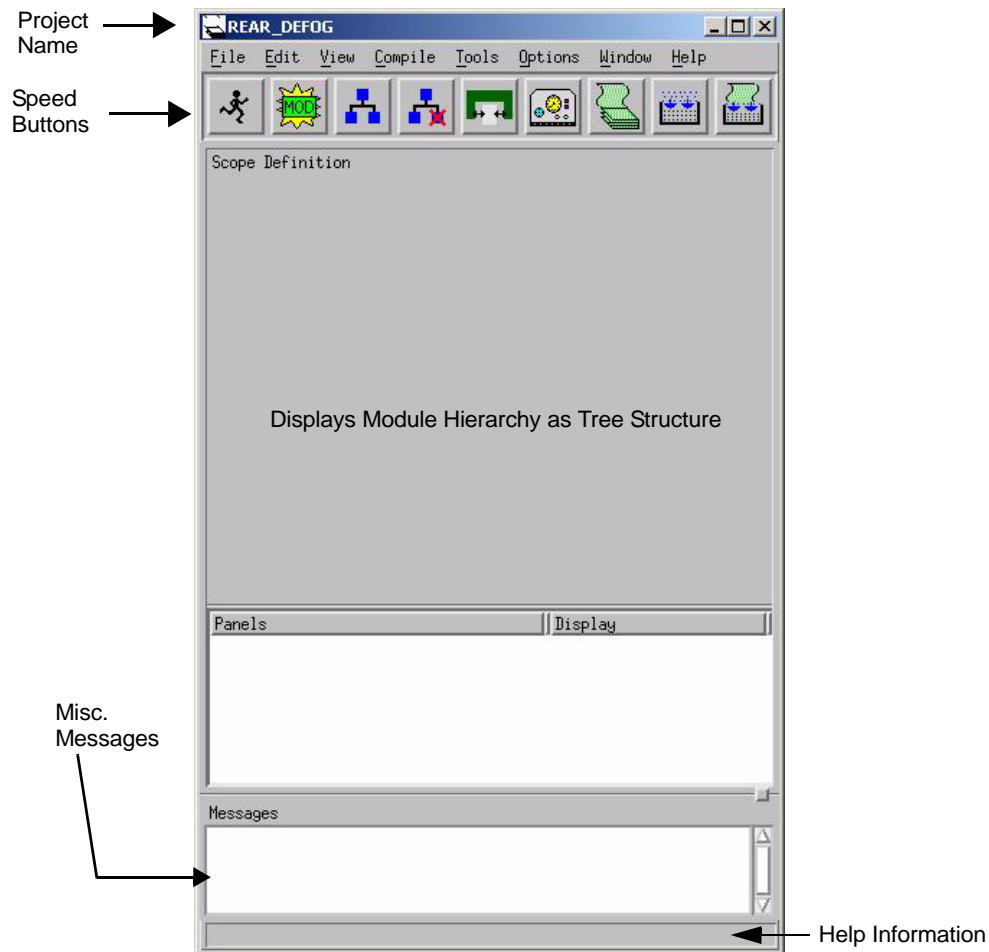 Project
Name
REAR_DEFOG
File Edit View Compile Tools Options Window Help
Speed
Buttons
MOD
Scope Definition
Displays Module Hierarchy as Tree Structure
Panels Display
Misc.
Messages
Messages
Help Information